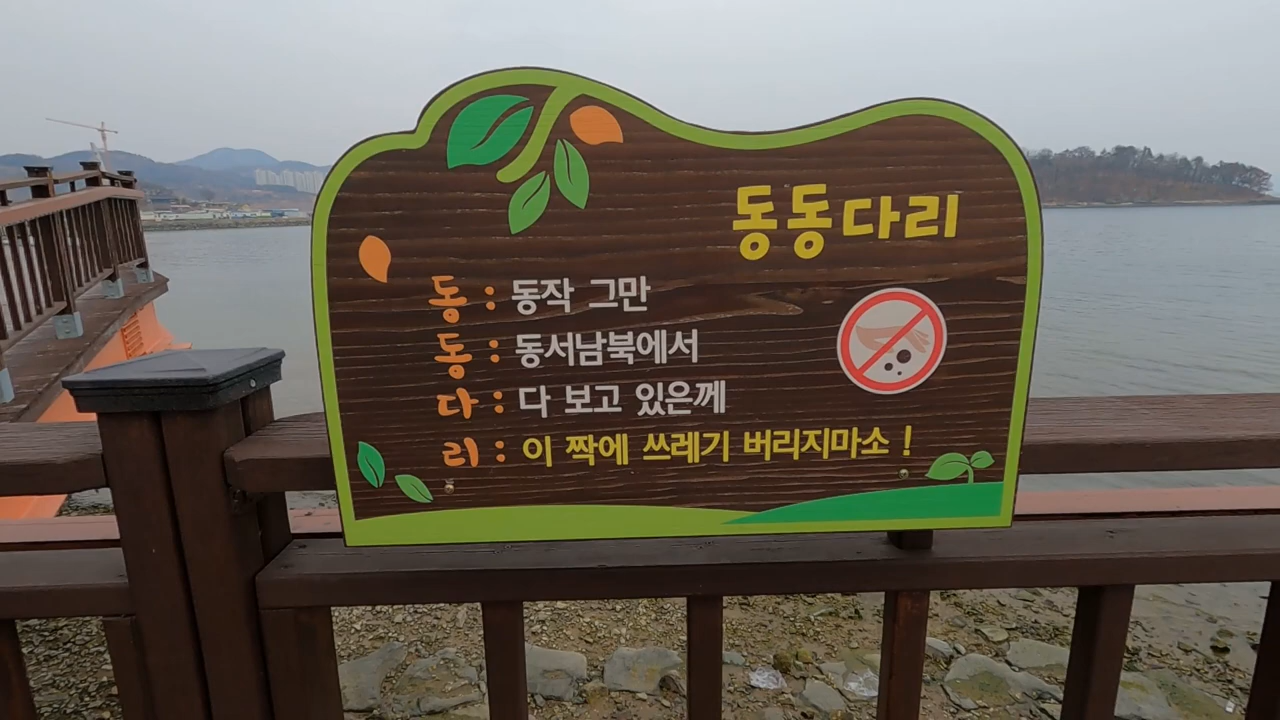 동동다리
동 : 동작 그만
동 : 동서남북에서
다 : 다 보고 있은께
리 : 이 짝에 쓰레기 버리지마소 !